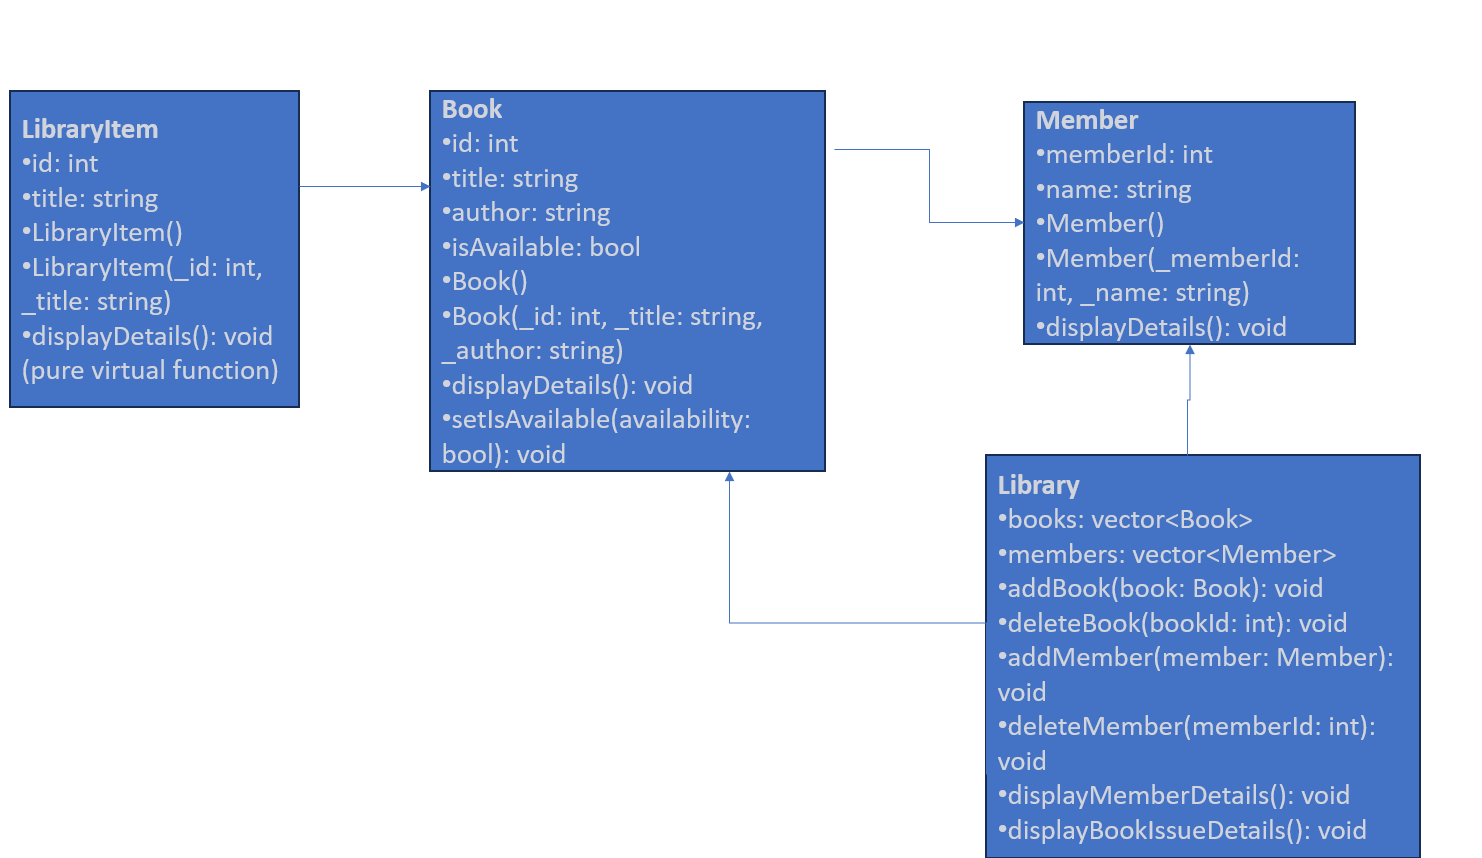 LibraryItem
•id: int
•title: string
•LibraryItem()
•LibraryItem(_id: int,
_title: string)
•displayDetails(): void
(pure virtual function)
Book
•id: int
•title: string
•author: string
•isAvailable: bool
•Book()
•Book(_id: int, _title: string,
_author: string)
•displayDetails(): void
•setIsAvailable(availability:
bool): void
Member
•memberId: int
•name: string
•Member()
•Member(_memberId:
int, _name: string)
•displayDetails(): void
Library
•books: vector<Book>
•members: vector<Member>
•addBook(book: Book): void
•deleteBook(bookId: int): void
•addMember(member: Member):
void
•deleteMember(memberId: int):
void
•displayMemberDetails(): void
•displayBookIssueDetails(): void